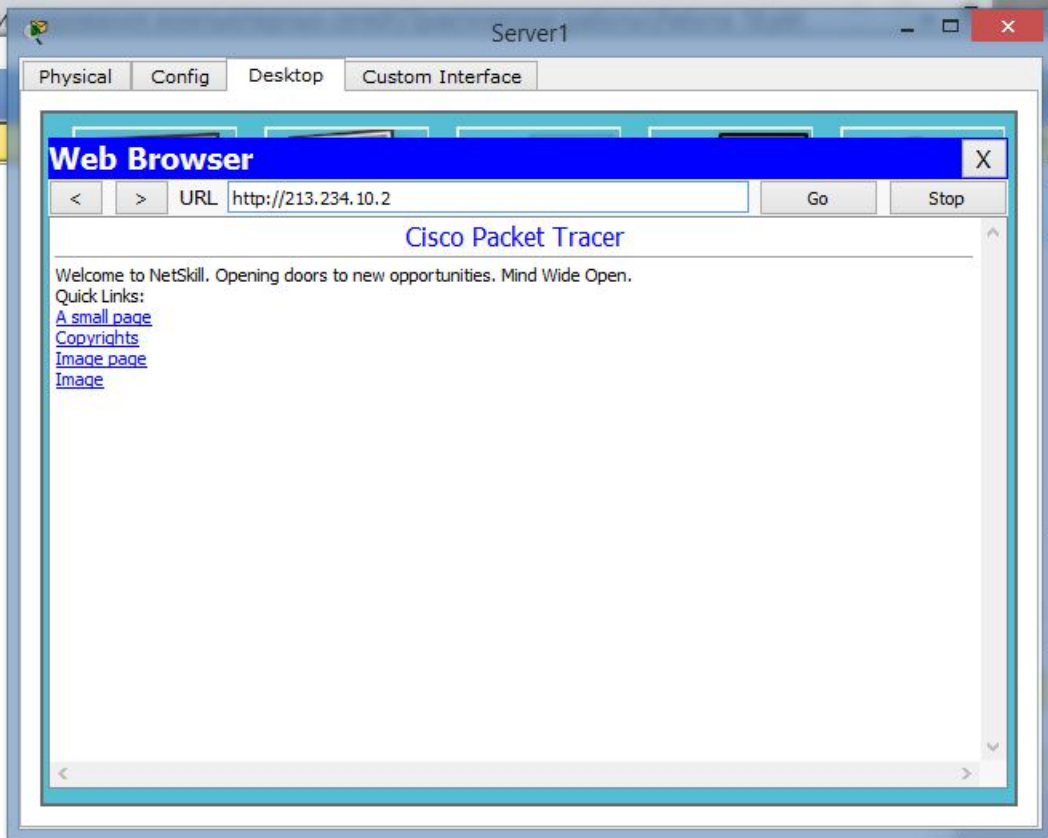 Server1
Physical Config Desktop Custom Interface
Web Browser X
< > URL http://213.234.10.2 Go Stop
Cisco Packet Tracer
Welcome to NetSkill. Opening doors to new opportunities. Mind Wide Open.
Quick Links:
A small page
Copyrights
Image page
Image